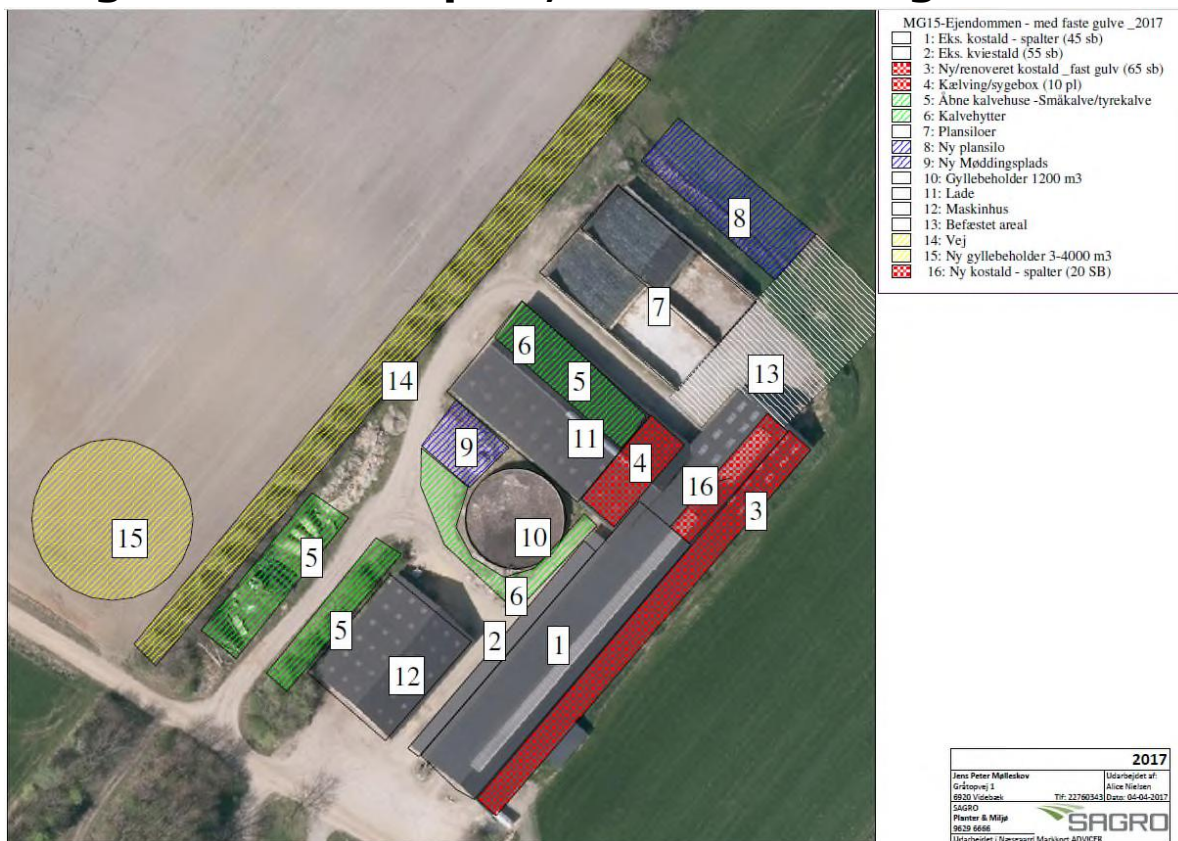 MG15-Ejendommen - med faste gulve _2017
1: Eks. kostald - spalter (45 sb)
2: Eks. kviestald (55 sb)
3: Ny/renoveret kostald _fast gulv (65 sb)
4: Kælving/sygebox (10 pl)
5: Åbne kalvehuse -Småkalve/tyrekalve
6: Kalvehytter
7: Plansiloer
8: Ny plansilo
9: Ny Møddingsplads
10: Gyllebeholder 1200 m3
11: Lade
12: Maskinhus
13: Befæstet areal
14: Vej
15: Ny gyllebeholder 3-4000 m3
16: Ny kostald - spalter (20 SB)
8
7
6
5
13
14
11
9
4
16
3
10
15
5
6
2
1
5
12
2017
Jens Peter Mølleskov
Gråtopvej 1
6920 Videbæk Tlf: 22760343
Udarbejdet af:
Alice Nielsen
Dato: 04-04-2017
SAGRO
Planter & Miljø
9629 6666
SAGRO
Udarbejdet i Næsgaard Markkort ADVICER